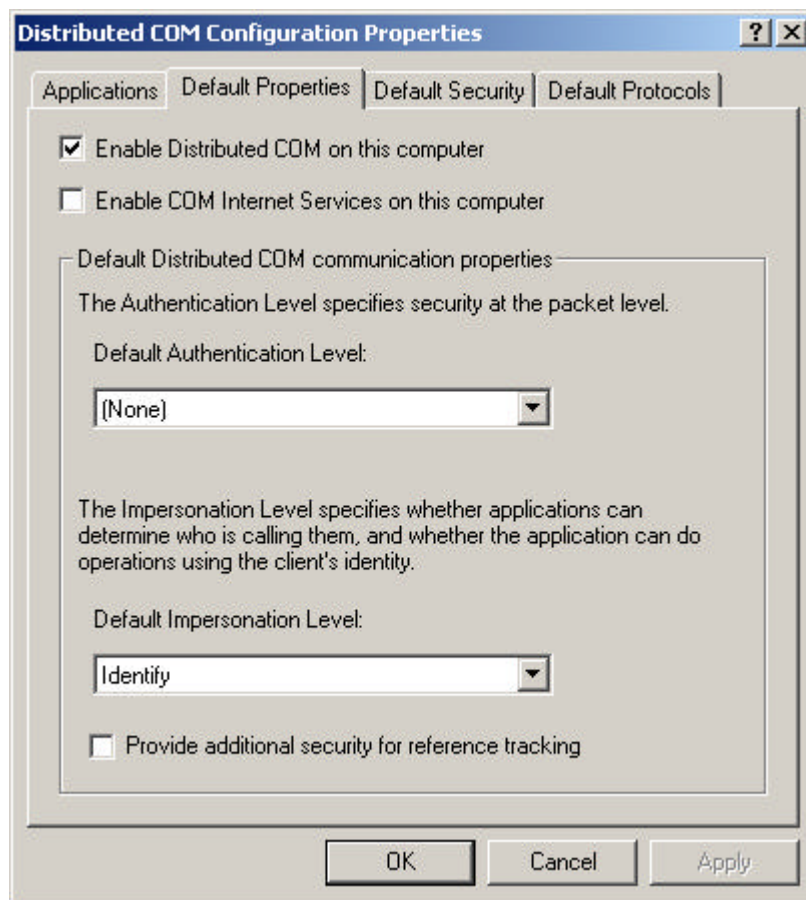 Distributed COM Configuration Properties
Applications Default Properties Default Security Default Protocols
Enable Distributed COM on this computer
Enable COM Internet Services on this computer
Default Distributed COM communication properties
The Authentication Level specifies security at the packet level.
Default Authentication Level:
(None)
The Impersonation Level specifies whether applications can
determine who is calling them, and whether the application can do
operations using the client's identity.
Default Impersonation Level:
Identify
Provide additional security for reference tracking
OK Cancel Apply